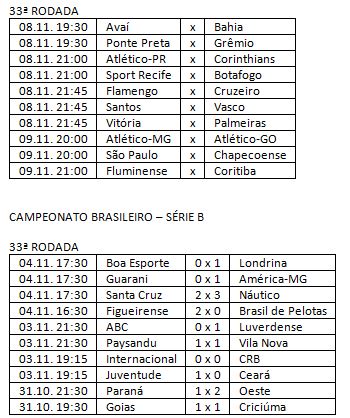 33ª RODADA
08.11. 19:30 Avaí x Bahia
08.11. 19:30 Ponte Preta x Grêmio
08.11. 21:00 Atlético-PR x Corinthians
08.11. 21:00 Sport Recife x Botafogo
08.11. 21:45 Flamengo x Cruzeiro
08.11. 21:45 Santos x Vasco
08.11. 21:45 Vitória x Palmeiras
09.11. 20:00 Atlético-MG x Atlético-GO
09.11. 20:00 São Paulo x Chapecoense
09.11. 21:00 Fluminense x Coritiba
CAMPEONATO BRASILEIRO – SÉRIE B
33ª RODADA
04.11. 17:30 Boa Esporte 0 x 1 Londrina
04.11. 17:30 Guarani 0 x 1 América-MG
04.11. 17:30 Santa Cruz 2 x 3 Náutico
04.11. 16:30 Figueirense 2 x 0 Brasil de Pelotas
03.11. 21:30 ABC 0 x 1 Luverdense
03.11. 21:30 Paysandu 1 x 1 Vila Nova
03.11. 19:15 Internacional 0 x 0 CRB
03.11. 19:15 Juventude 1 x 0 Ceará
31.10. 21:30 Paraná 1 x 2 Oeste
31.10. 19:30 Goias 1 x 1 Criciúma